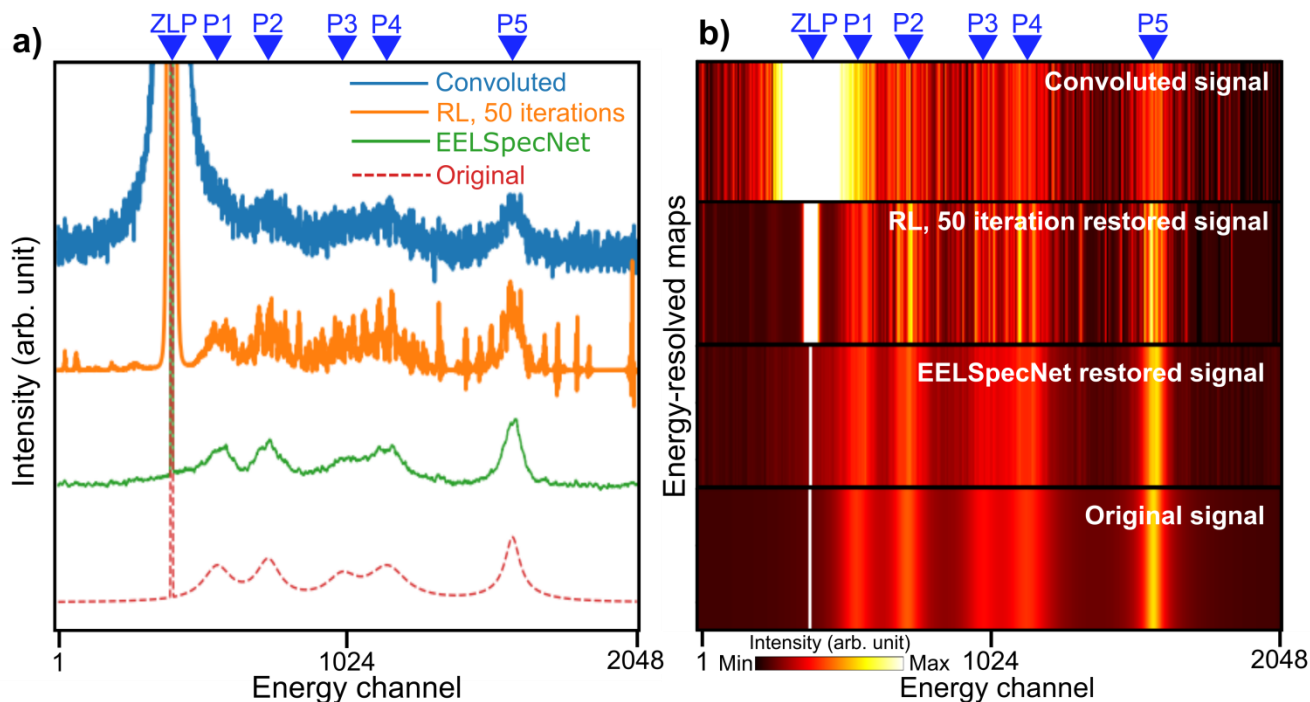 a)
ZLP P1 P2 P3 P4 P5
Convoluted
RL, 50 iterations
EELSpecNet
Original
Intensity (arb. unit)
1 1024 2048
Energy channel
b)
ZLP P1 P2 P3 P4 P5
Convoluted signal
RL, 50 iteration restored signal
EELSpecNet restored signal
Original signal
Energy-resolved maps
Intensity (arb. unit)
Min Max
1 1024 2048
Energy channel